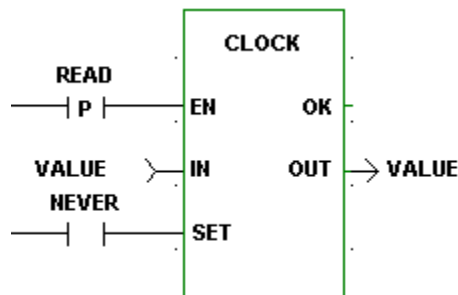 CLOCK
READ
P
EN OK
VALUE IN OUT VALUE
NEVER
SET